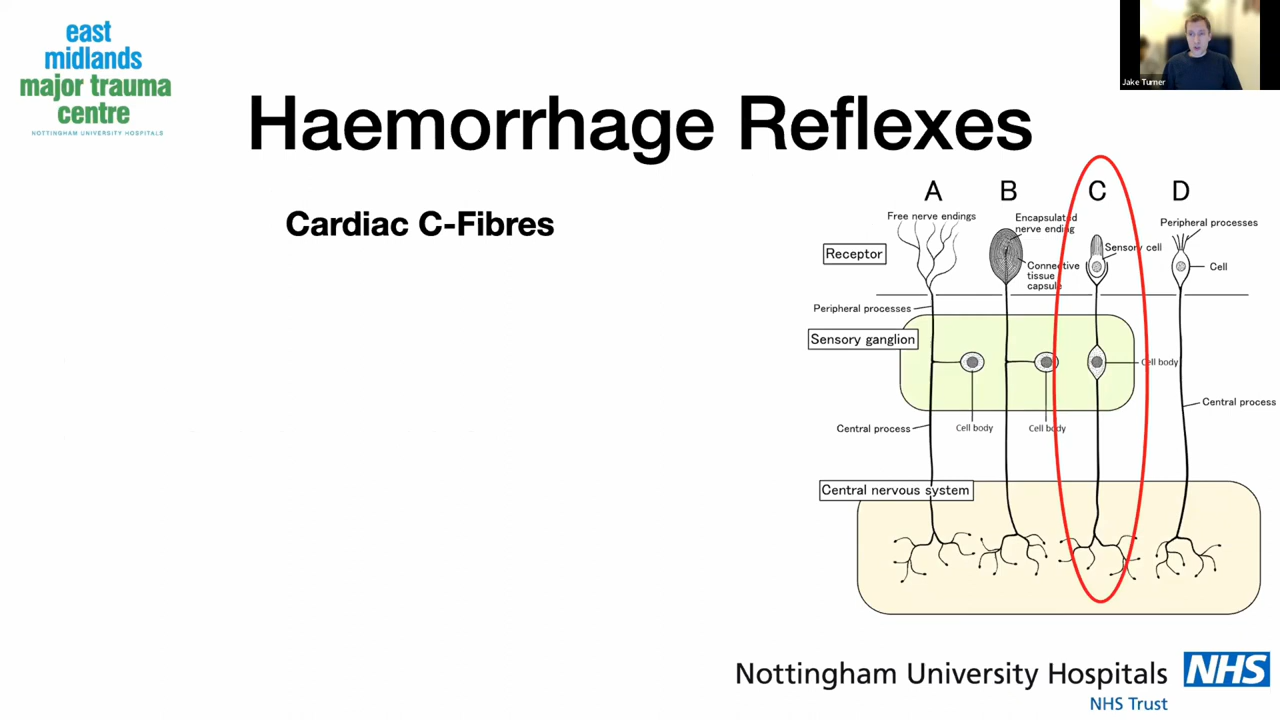 east
midlands
major trauma
centre
NOTTINGHAM UNIVERSITY HOSPITALS
Jake Turner
Haemorrhage Reflexes
Cardiac C-Fibres
A B C D
Free nerve endings
Encapsulated
nerve ending
Peripheral processes
Receptor
Sensory cell
Connective
tissue
capsule
Cell
Peripheral processes
Sensory ganglion
Cell body
Central process
Central process
Cell body
Cell body
Central nervous system
Nottingham University Hospitals NHS
NHS Trust